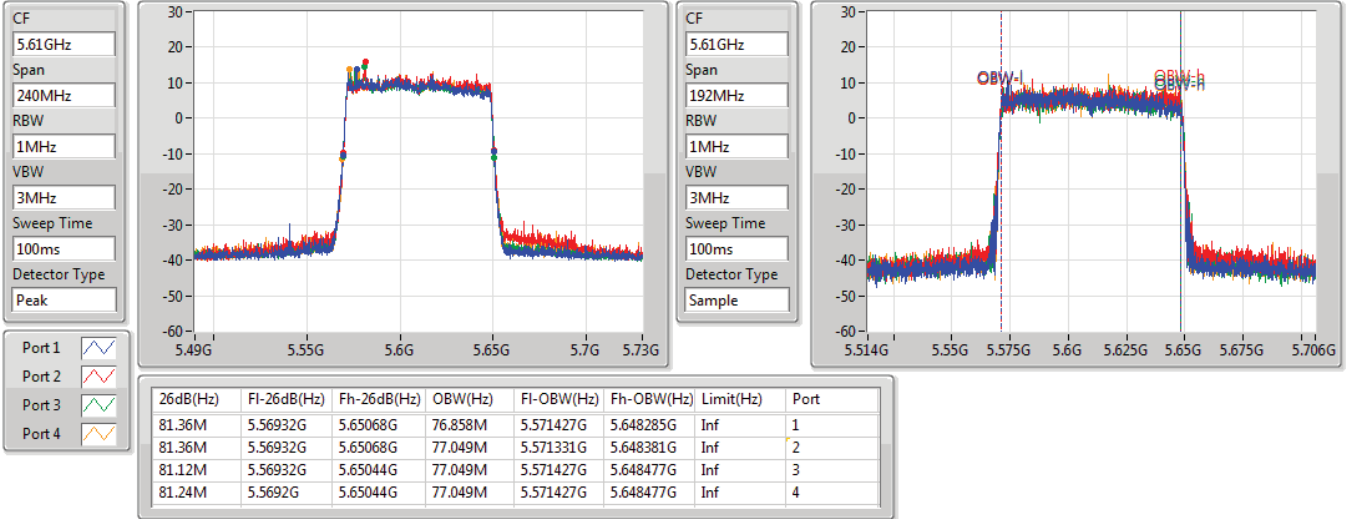 CF
5.61GHz
Span
240MHz
RBW
1MHz
VBW
3MHz
Sweep Time
100ms
Detector Type
Peak
30
20
10
0
-10
-20
-30
-40
-50
-60
5.49G 5.55G 5.6G 5.65G 5.7G 5.73G
CF
5.61GHz
Span
192MHz
RBW
1MHz
VBW
3MHz
Sweep Time
100ms
Detector Type
Sample
30
20
10
0
-10
-20
-30
-40
-50
-60
OBW-l
OBW-h
OBW-h
5.514G 5.55G 5.575G 5.6G 5.625G 5.65G 5.675G 5.706G
Port 1
Port 2
Port 3
Port 4
26dB(Hz) Fl-26dB(Hz) Fh-26dB(Hz) OBW(Hz) Fl-OBW(Hz) Fh-OBW(Hz) Limit(Hz) Port
81.36M 5.56932G 5.65068G 76.858M 5.571427G 5.648285G Inf 1
81.36M 5.56932G 5.65068G 77.049M 5.571331G 5.648381G Inf 2
81.12M 5.56932G 5.65044G 77.049M 5.571427G 5.648477G Inf 3
81.24M 5.5692G 5.65044G 77.049M 5.571427G 5.648477G Inf 4